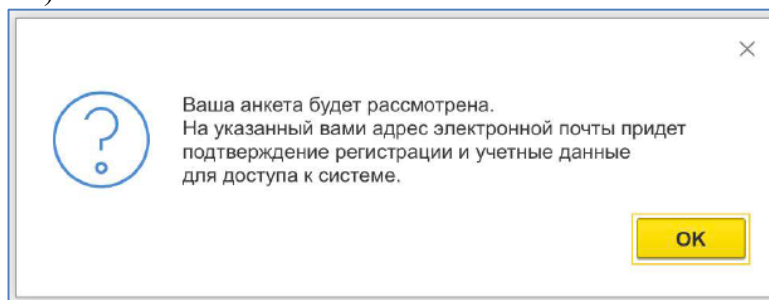 )
Ваша анкета будет рассмотрена.
На указанный вами адрес электронной почты придет
подтверждение регистрации и учетные данные
для доступа к системе.
OK